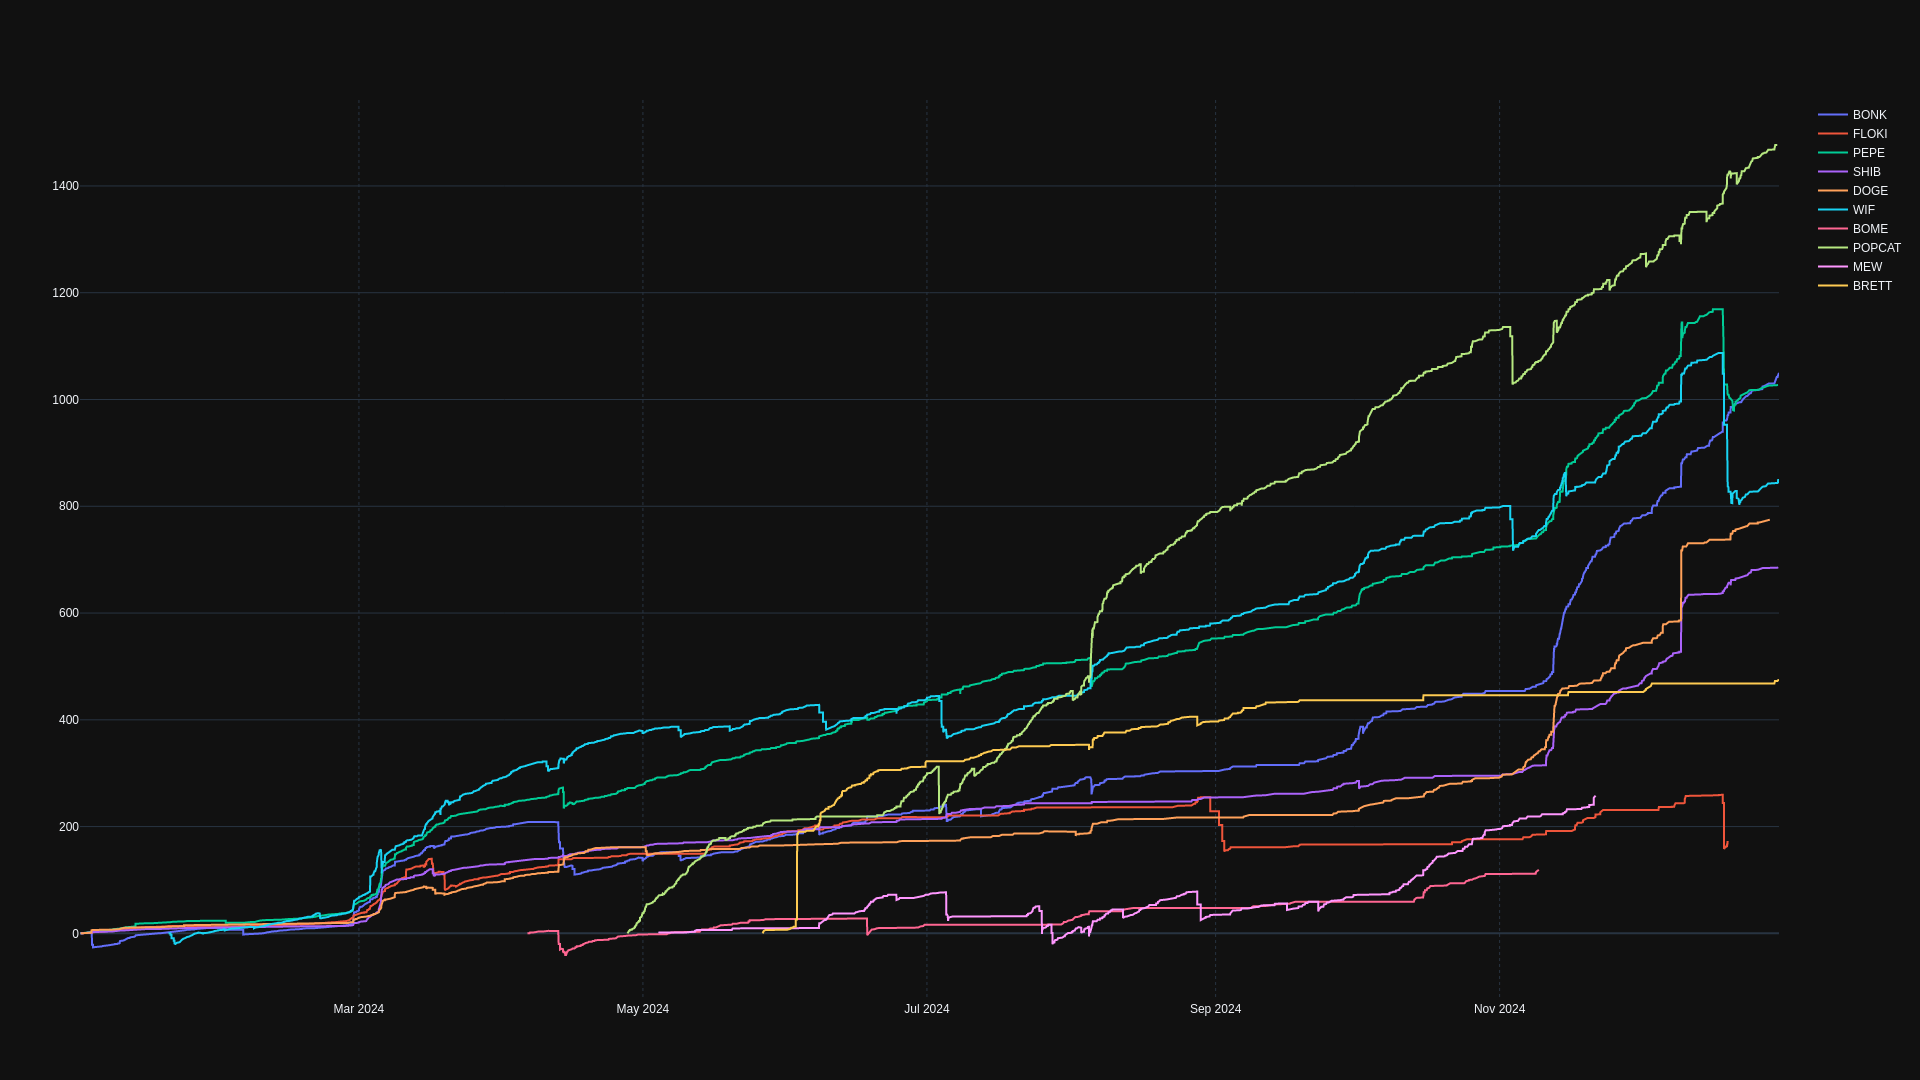 1400
1200
1000
800
600
400
200
0
Mar 2024
May 2024
Jul 2024
Sep 2024
Nov 2024
BONK
FLOKI
PEPE
SHIB
DOGE
WIF
BOME
POPCAT
MEW
BRETT